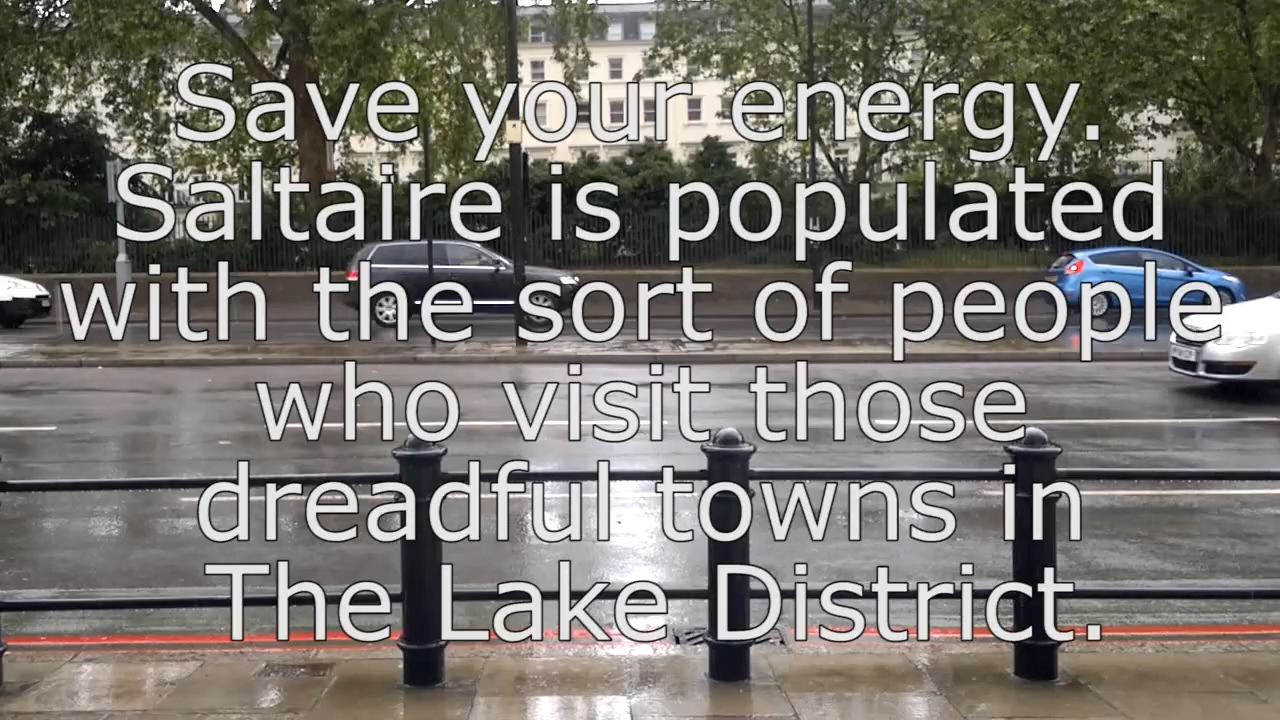 Save your energy.
Saltaire is populated
with the sort of people
who visit those
dreadful towns in
The Lake District.